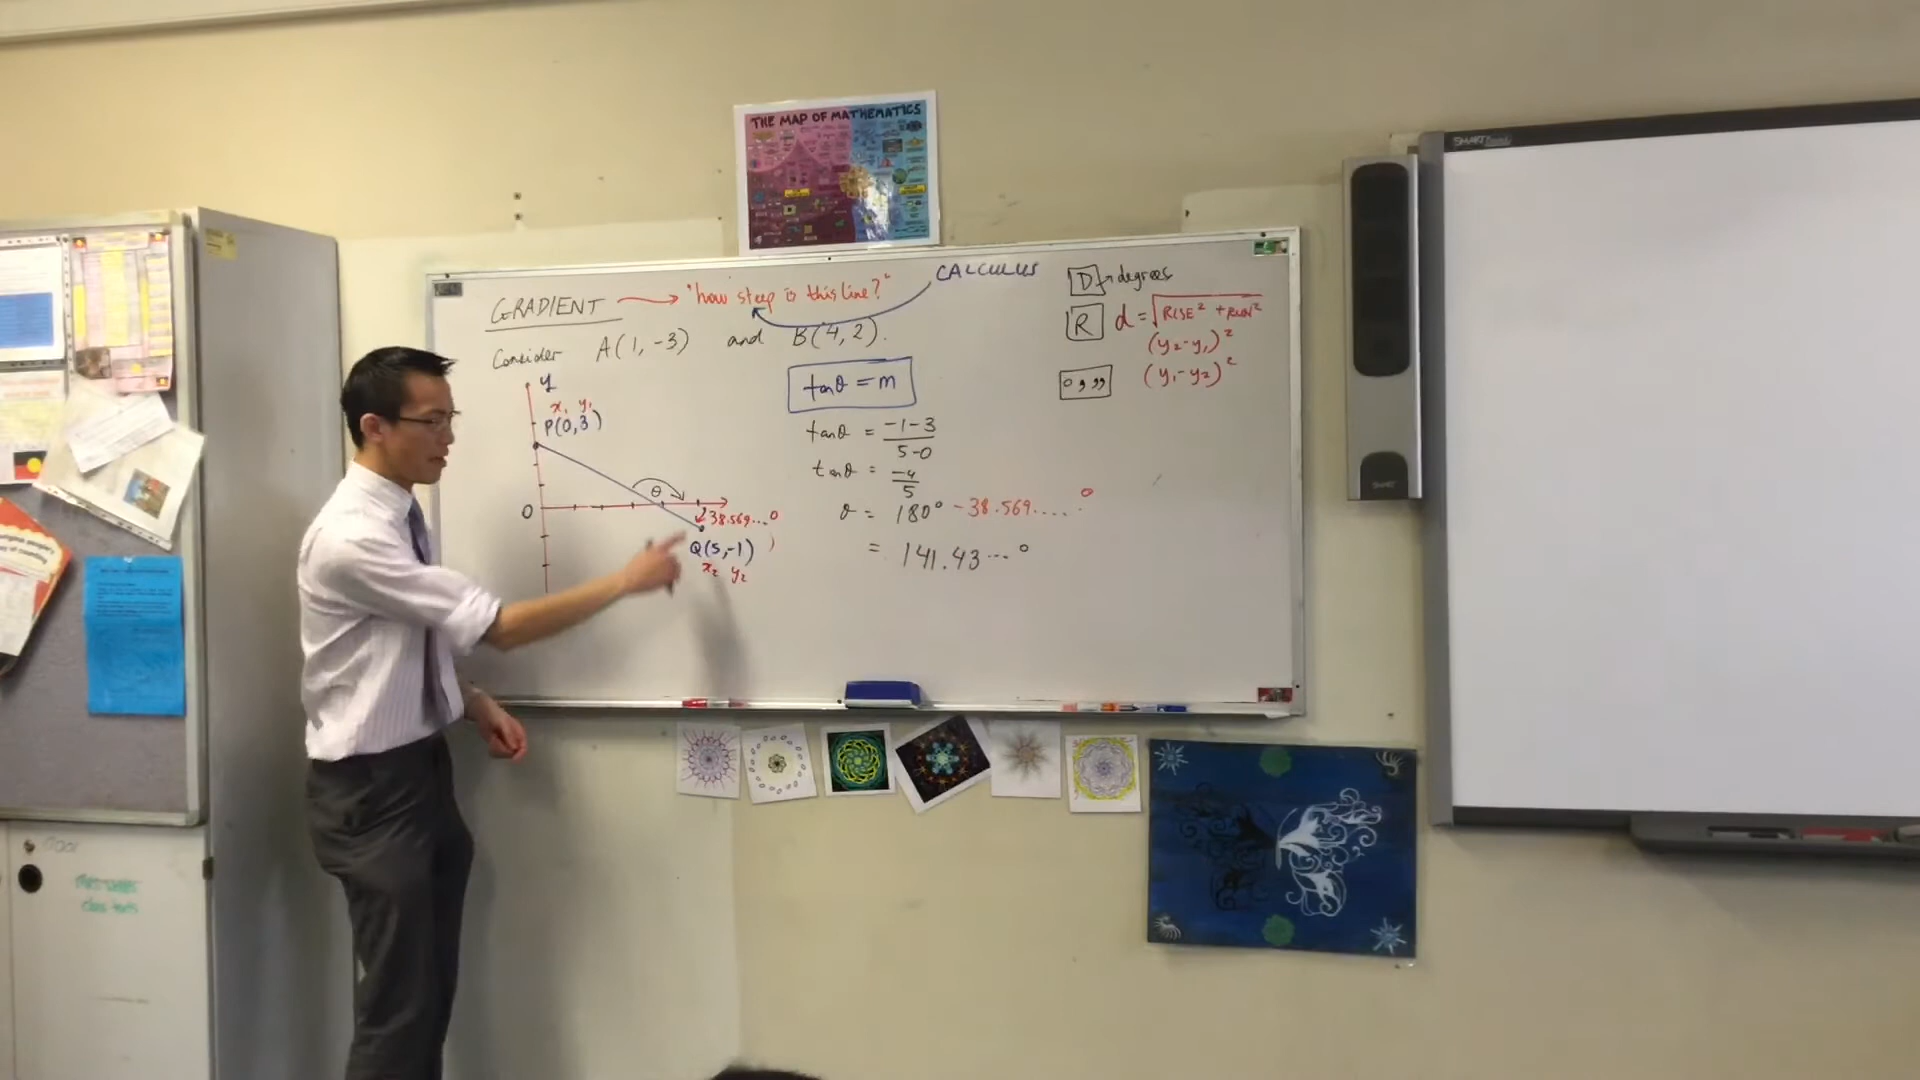 THE MAP OF MATHEMATICS
SMART
GRADIENT → "how steep is this line?"
CALCULUS
Consider A(1, -3) and B(4, 2).
y
x₁ y₁
P(0,3)
O
θ
38.569...°
Q(5,-1)
x₂ y₂
tanθ = m
tanθ = -1-3 / 5-0
tanθ = -4/5
θ = 180° - 38.569....°
= 141.43...°
D → degrees
R
d = √RISE² + RUN²
(y₂-y₁)²
(y₁-y₂)²
° , ,,
SMART